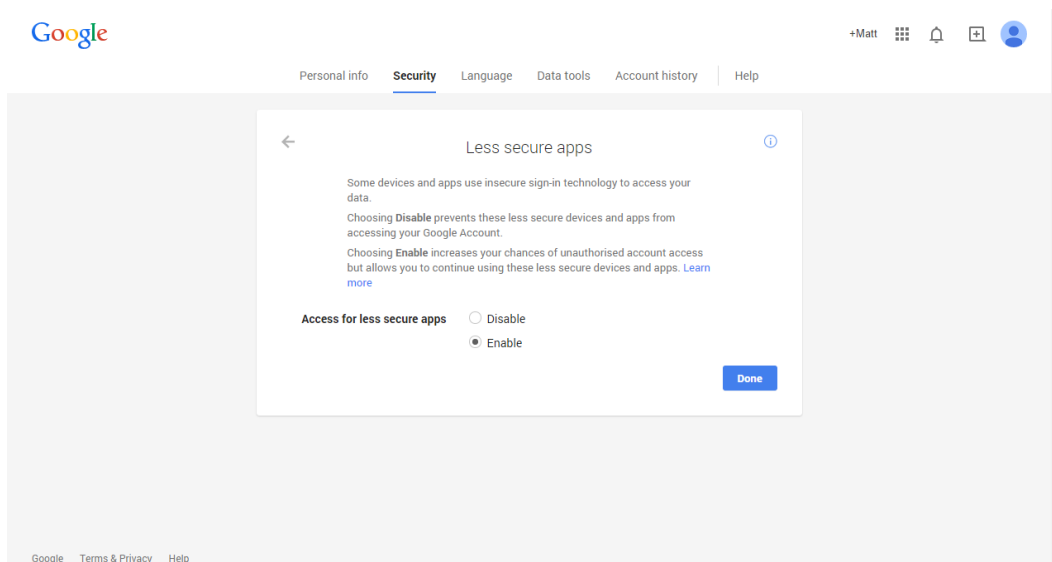 Google
+Matt
Personal info Security Language Data tools Account history Help
Less secure apps
Some devices and apps use insecure sign-in technology to access your
data.
Choosing Disable prevents these less secure devices and apps from
accessing your Google Account.
Choosing Enable increases your chances of unauthorised account access
but allows you to continue using these less secure devices and apps. Learn
more
Access for less secure apps Disable
Enable
Done
Google Terms & Privacy Help